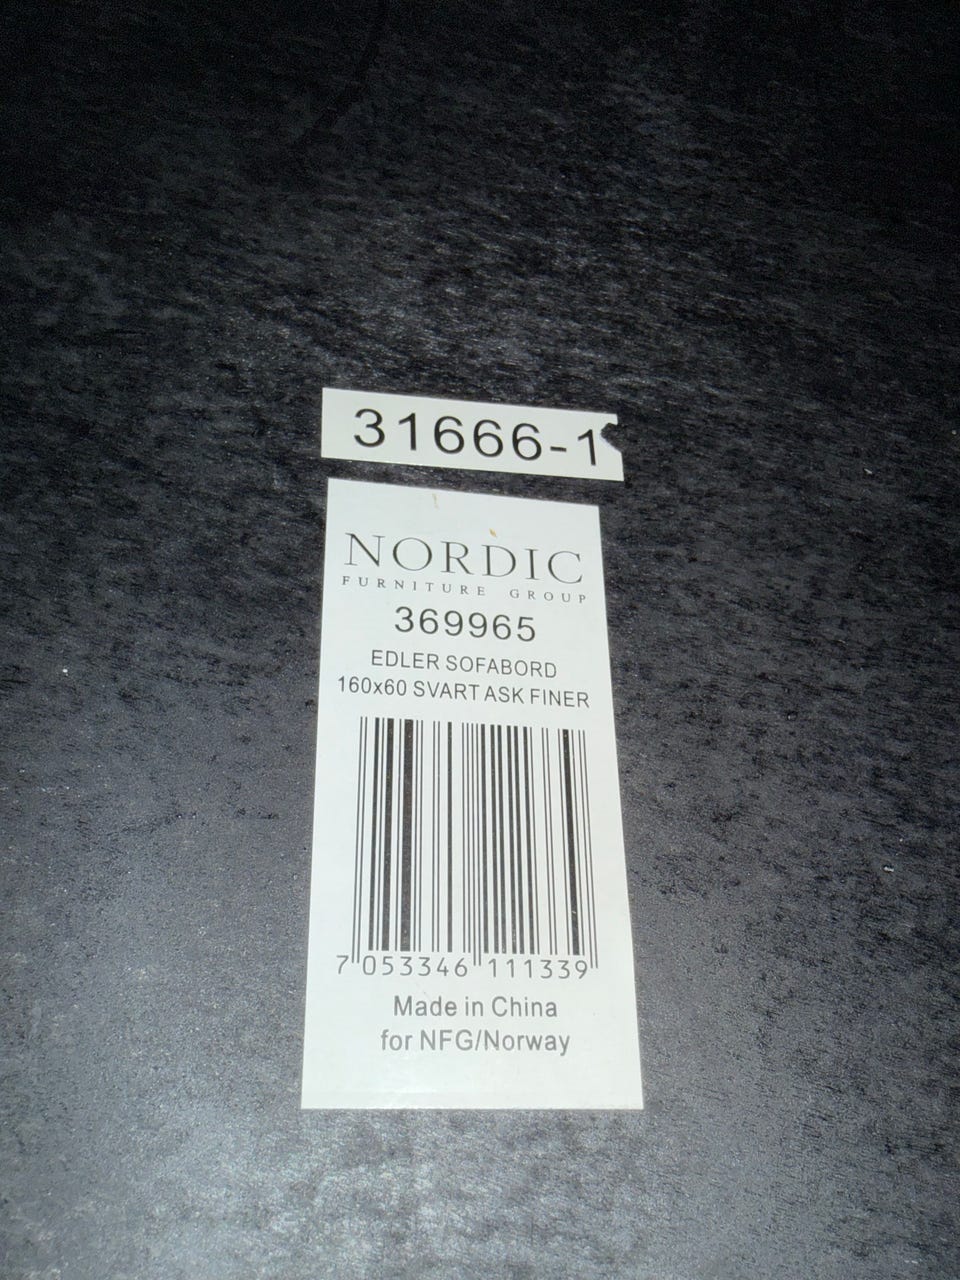 31666-1
NORDIC
FURNITURE GROUP
369965
EDLER SOFABORD
160x60 SVART ASK FINER
7 053346 111339
Made in China
for NFG/Norway